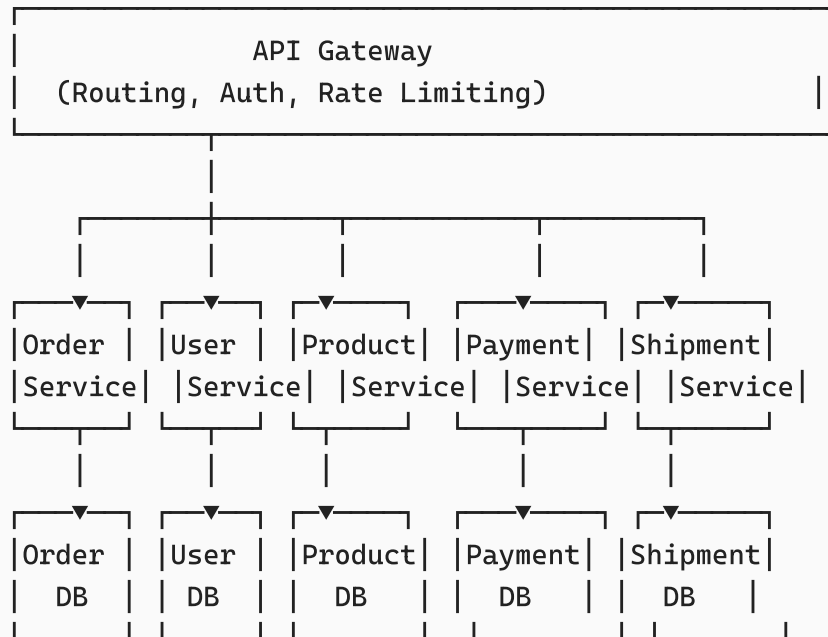 API Gateway
(Routing, Auth, Rate Limiting)
Order User Product Payment Shipment
Service Service Service Service Service
Order User Product Payment Shipment
DB DB DB DB DB